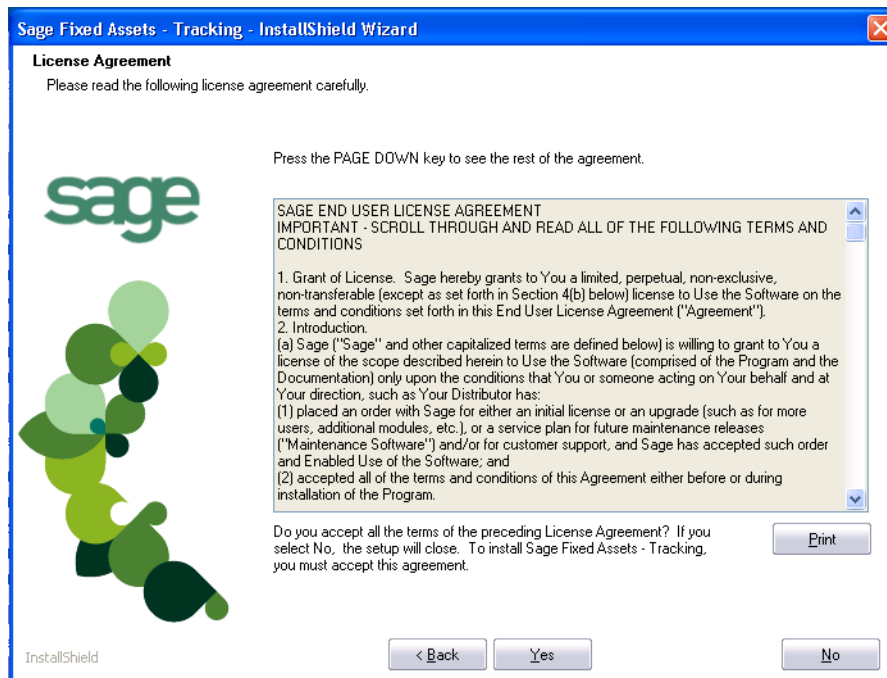 Sage Fixed Assets - Tracking - InstallShield Wizard
License Agreement
Please read the following license agreement carefully.
Press the PAGE DOWN key to see the rest of the agreement.
sage
SAGE END USER LICENSE AGREEMENT
IMPORTANT - SCROLL THROUGH AND READ ALL OF THE FOLLOWING TERMS AND
CONDITIONS
1. Grant of License.  Sage hereby grants to You a limited, perpetual, non-exclusive,
non-transferable (except as set forth in Section 4(b) below) license to Use the Software on the
terms and conditions set forth in this End User License Agreement ("Agreement").
2. Introduction.
(a) Sage ("Sage" and other capitalized terms are defined below) is willing to grant to You a
license of the scope described herein to Use the Software (comprised of the Program and the
Documentation) only upon the conditions that You or someone acting on Your behalf and at
Your direction, such as Your Distributor has:
(1) placed an order with Sage for either an initial license or an upgrade (such as for more
users, additional modules, etc.), or a service plan for future maintenance releases
("Maintenance Software") and/or for customer support, and Sage has accepted such order
and Enabled Use of the Software; and
(2) accepted all of the terms and conditions of this Agreement either before or during
installation of the Program.
Do you accept all the terms of the preceding License Agreement?  If you
select No,  the setup will close.  To install Sage Fixed Assets - Tracking,
you must accept this agreement.
Print
InstallShield
< Back
Yes
No